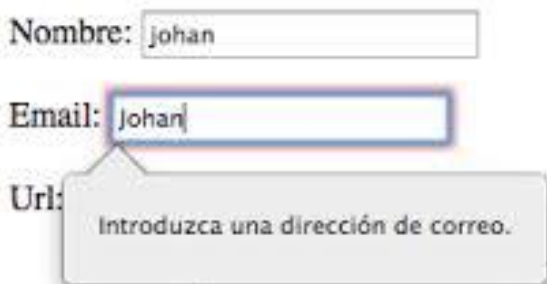 Nombre: johan
Email: Johan
Url:
Introduzca una dirección de correo.